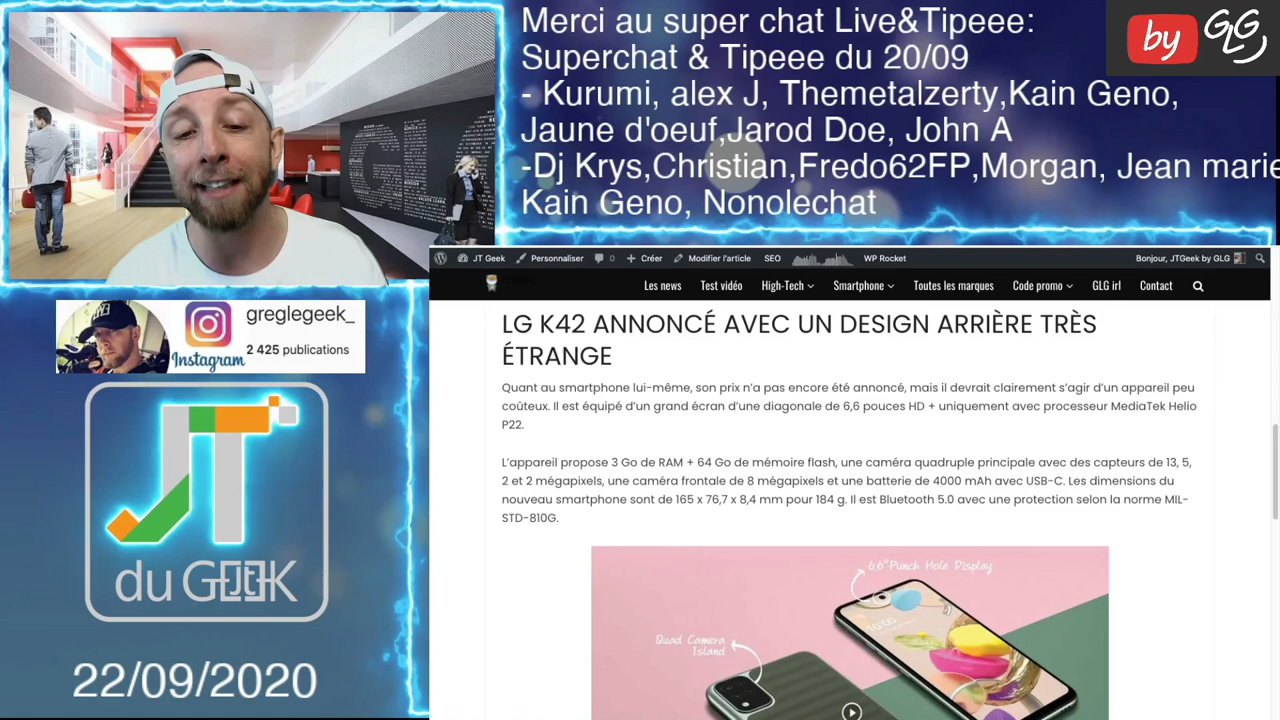 Merci au super chat Live&Tipeee:
Superchat & Tipeee du 20/09
- Kurumi, alex J, Themetalzerty,Kain Geno,
Jaune d'oeuf,Jarod Doe, John A
-Dj Krys,Christian,Fredo62FP,Morgan, Jean marie
Kain Geno, Nonolechat
by GLG
JT Geek Personnaliser 0 Créer Modifier l'article SEO WP Rocket Bonjour, JTGeek by GLG
Les news Test vidéo High-Tech Smartphone Toutes les marques Code promo GLG irl Contact
LG K42 ANNONCÉ AVEC UN DESIGN ARRIÈRE TRÈS
ÉTRANGE
Quant au smartphone lui-même, son prix n'a pas encore été annoncé, mais il devrait clairement s'agir d'un appareil peu
coûteux. Il est équipé d'un grand écran d'une diagonale de 6,6 pouces HD + uniquement avec processeur MediaTek Helio
P22.
L'appareil propose 3 Go de RAM + 64 Go de mémoire flash, une caméra quadruple principale avec des capteurs de 13, 5,
2 et 2 mégapixels, une caméra frontale de 8 mégapixels et une batterie de 4000 mAh avec USB-C. Les dimensions du
nouveau smartphone sont de 165 x 76,7 x 8,4 mm pour 184 g. Il est Bluetooth 5.0 avec une protection selon la norme MIL-
STD-810G.
6.6" Punch Hole Display
Quad Camera
Island
greglegeek_
Instagram
2 425 publications
JT
du GEEK
22/09/2020